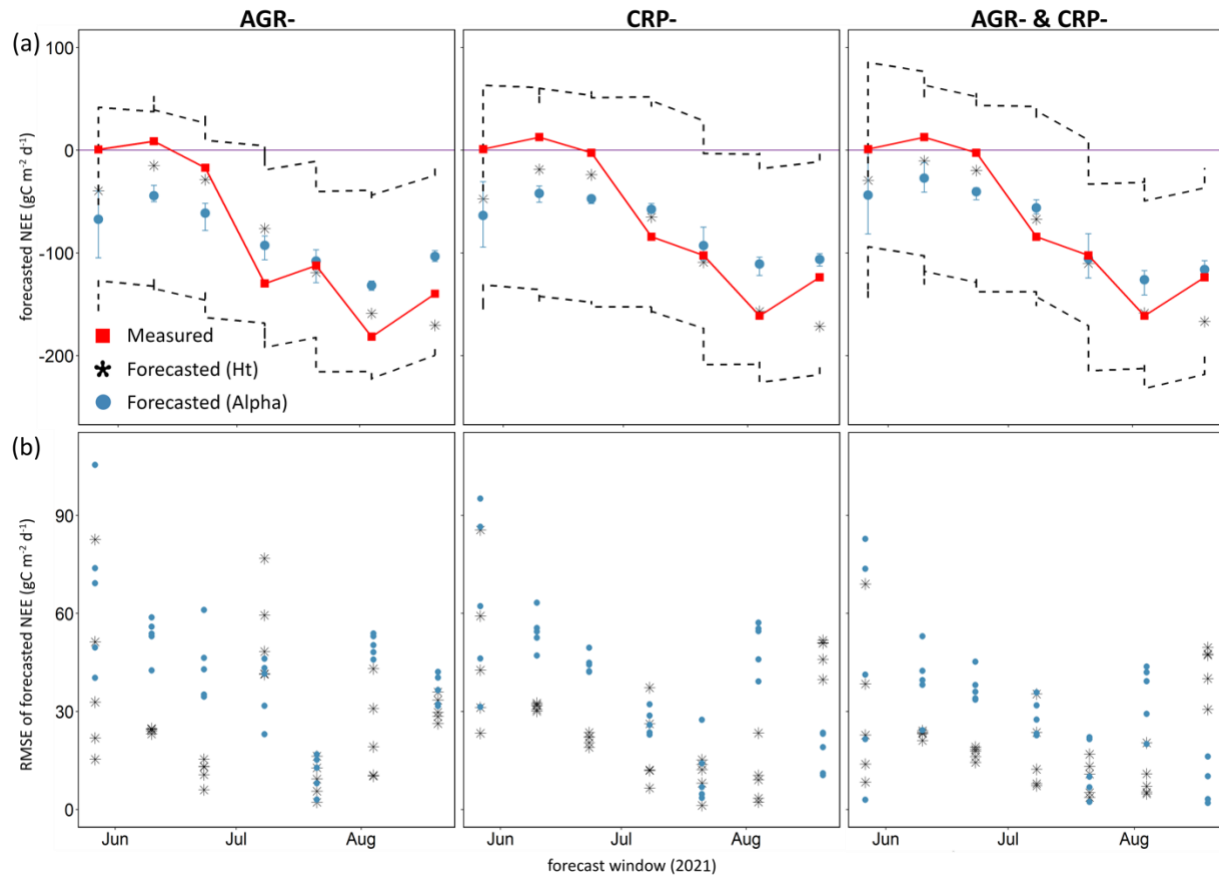 AGR- CRP- AGR- & CRP-
(a)
forecasted NEE (gC m⁻² d⁻¹)
100
0
-100
-200
Measured
Forecasted (Ht)
Forecasted (Alpha)
(b)
RMSE of forecasted NEE (gC m⁻² d⁻¹)
90
60
30
0
Jun Jul Aug Jun Jul Aug Jun Jul Aug
forecast window (2021)